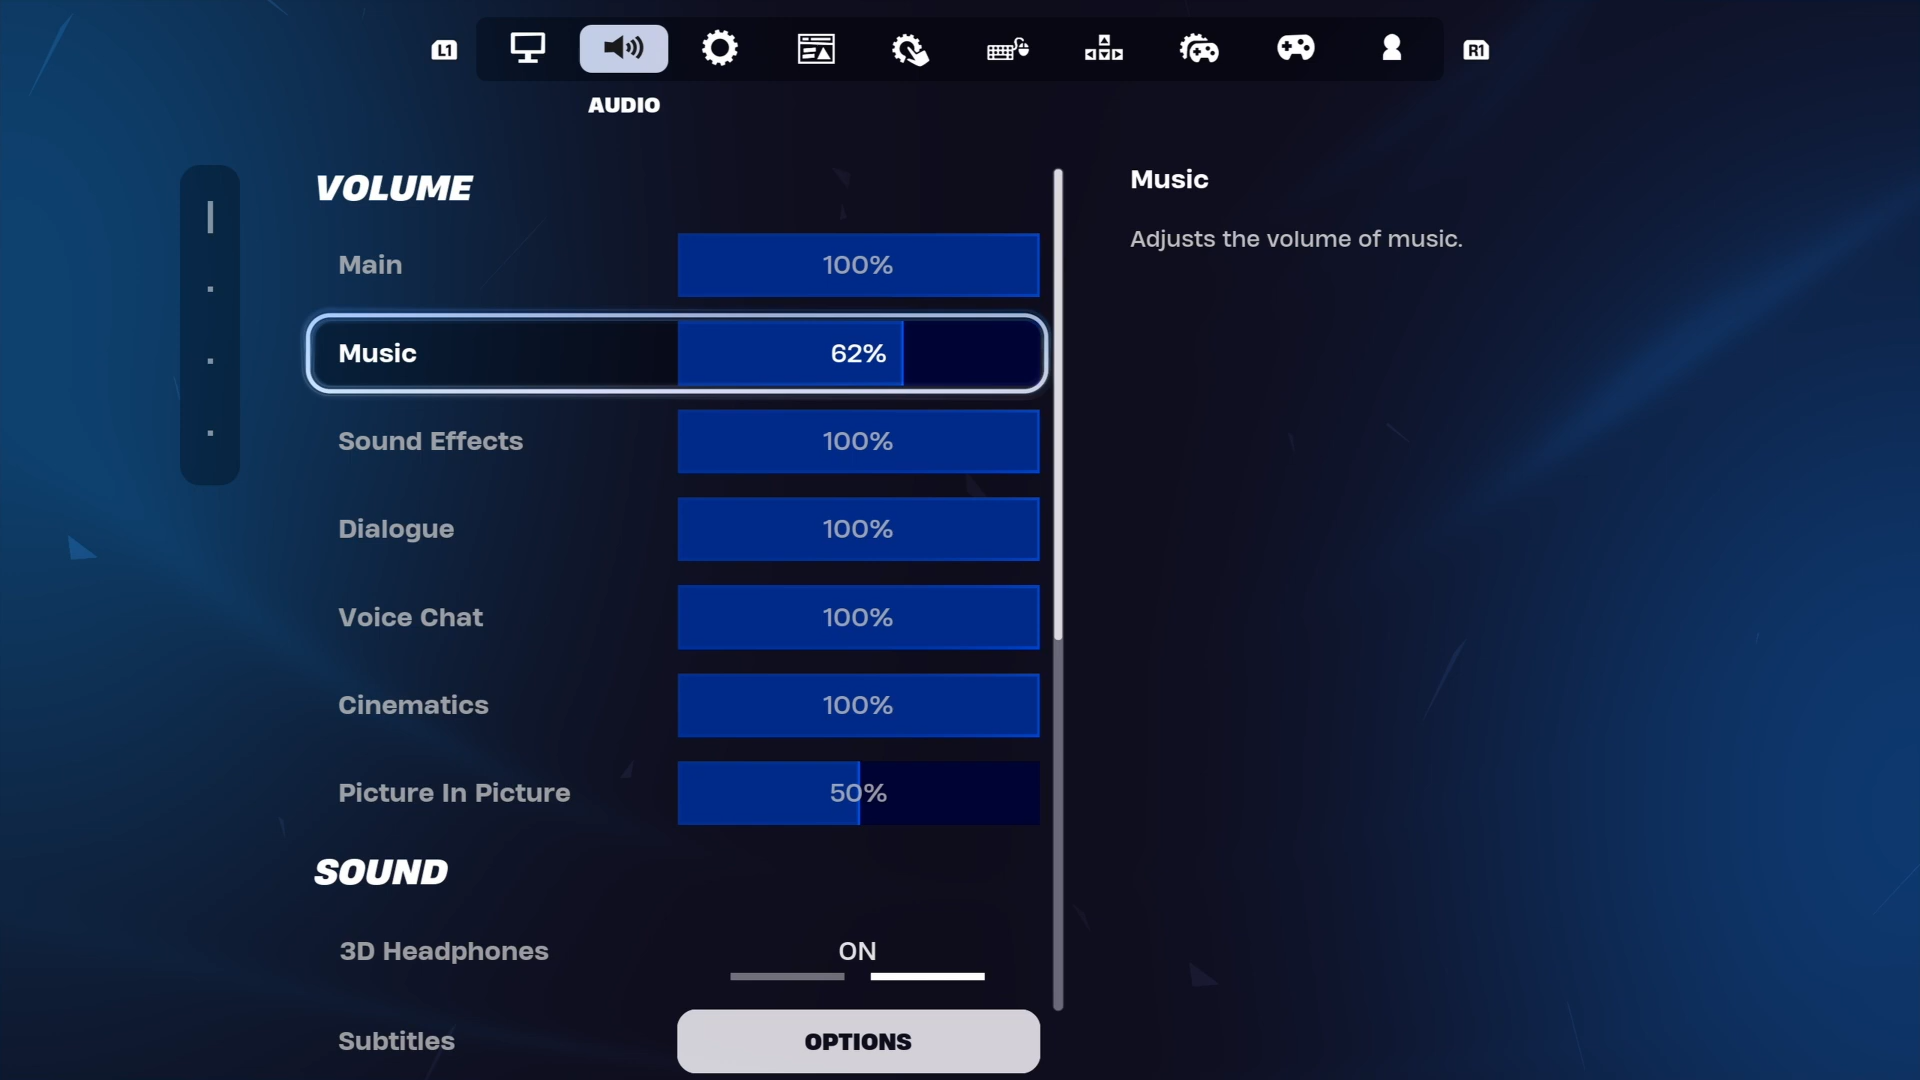 L1
R1
AUDIO
VOLUME
Main 100%
Music 62%
Sound Effects 100%
Dialogue 100%
Voice Chat 100%
Cinematics 100%
Picture In Picture 50%
SOUND
3D Headphones ON
Subtitles OPTIONS
Music
Adjusts the volume of music.